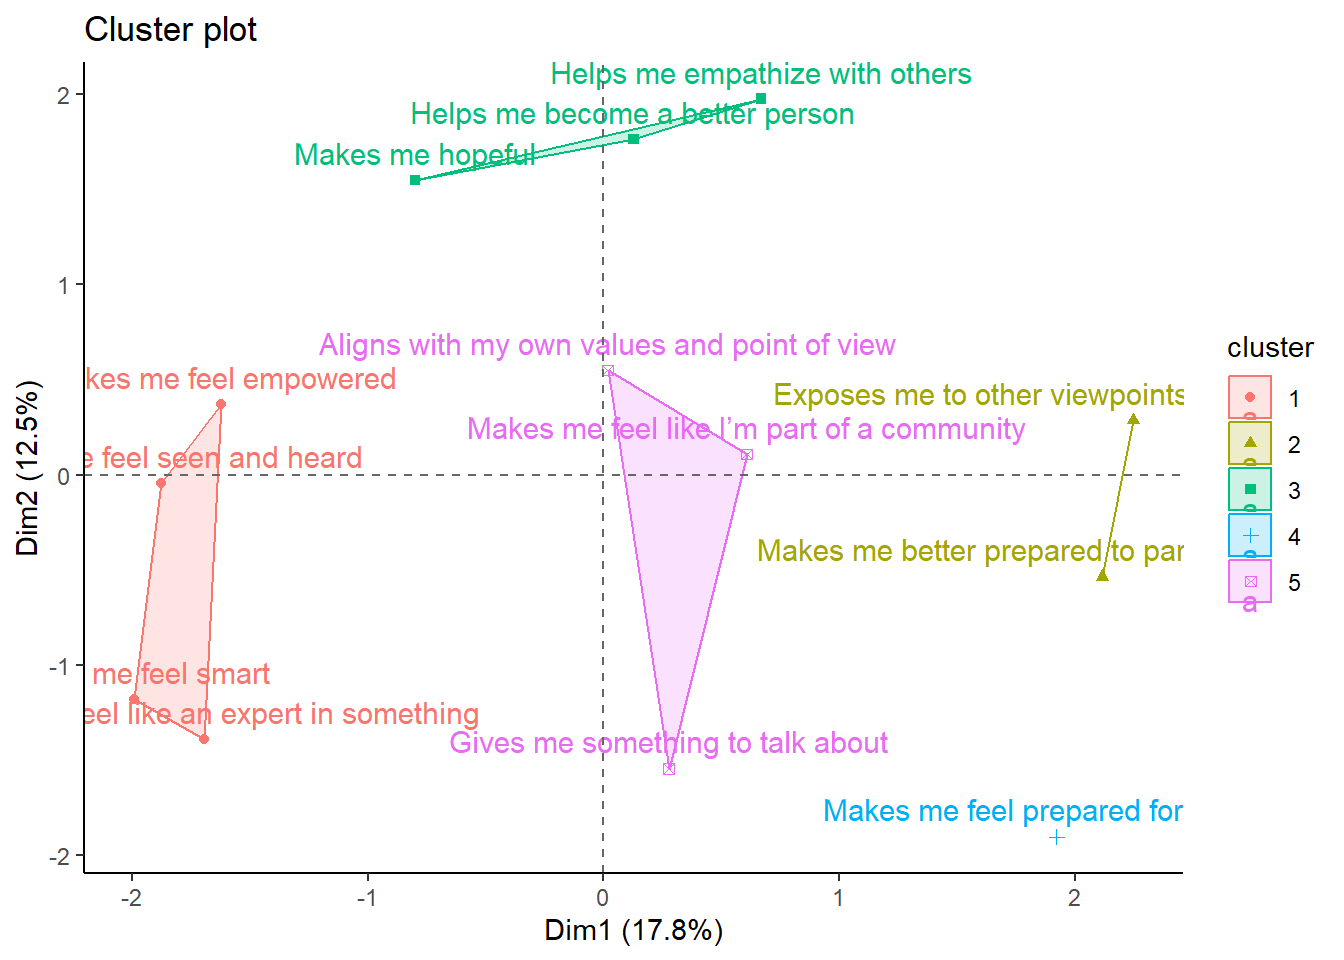 Cluster plot
Helps me empathize with others
Helps me become a better person
Makes me hopeful
Aligns with my own values and point of view
kes me feel empowered
Exposes me to other viewpoints
Makes me feel like I’m part of a community
e feel seen and heard
Makes me better prepared to par
me feel smart
eel like an expert in something
Gives me something to talk about
Makes me feel prepared for
2
1
0
-1
-2
Dim2 (12.5%)
-2 -1 0 1 2
Dim1 (17.8%)
cluster
1
2
3
4
5
a